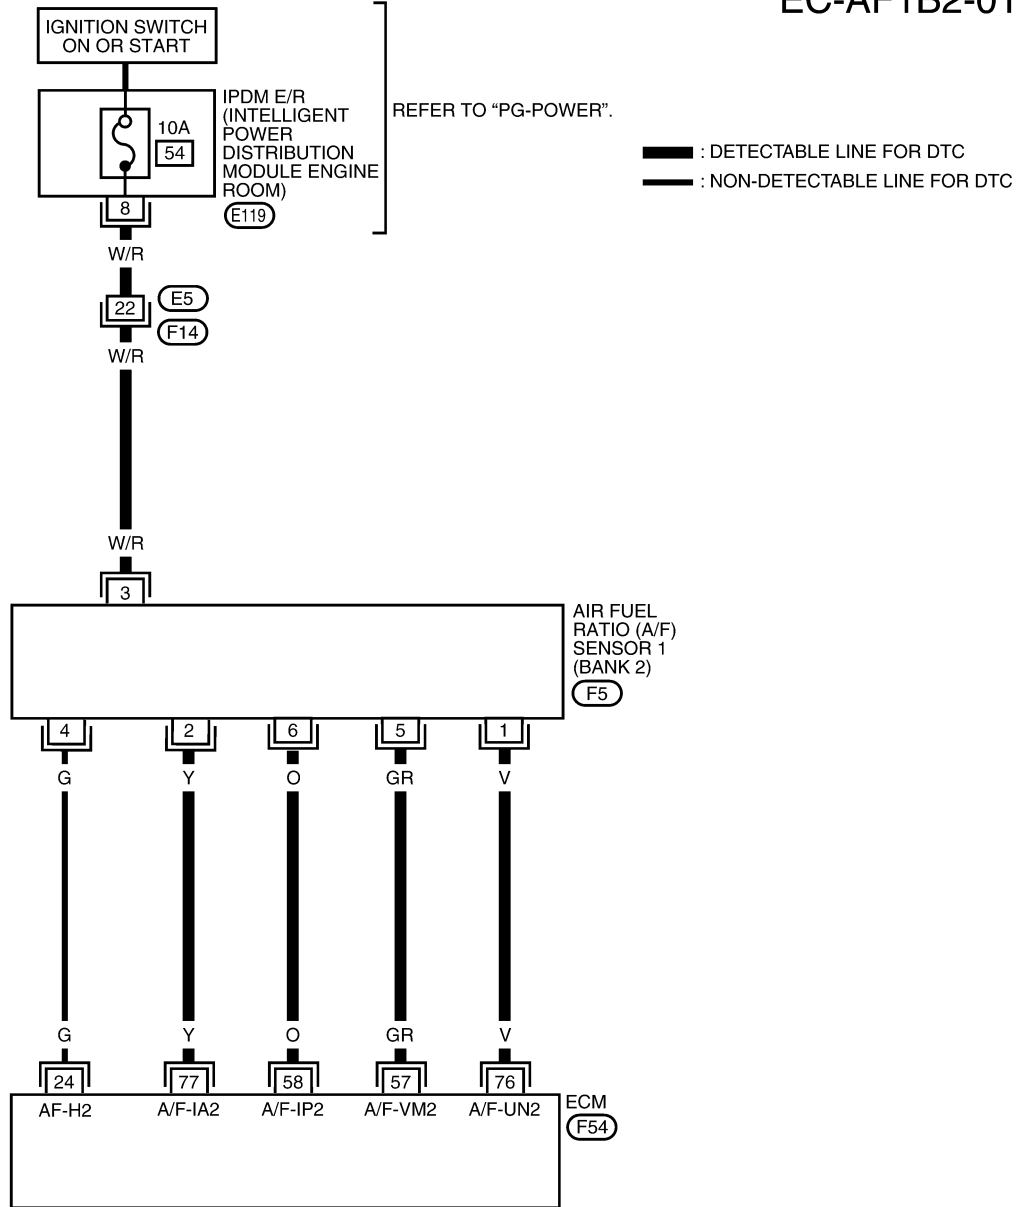 EC-AF1B2-01
IGNITION SWITCH
ON OR START
IPDM E/R
(INTELLIGENT
POWER
DISTRIBUTION
MODULE ENGINE
ROOM)
E119
10A
54
8
REFER TO “PG-POWER”.
: DETECTABLE LINE FOR DTC
: NON-DETECTABLE LINE FOR DTC
W/R
22
E5
F14
W/R
W/R
3
AIR FUEL
RATIO (A/F)
SENSOR 1
(BANK 2)
F5
4 2 6 5 1
G Y O GR V
G Y O GR V
24 77 58 57 76
AF-H2 A/F-IA2 A/F-IP2 A/F-VM2 A/F-UN2
ECM
F54